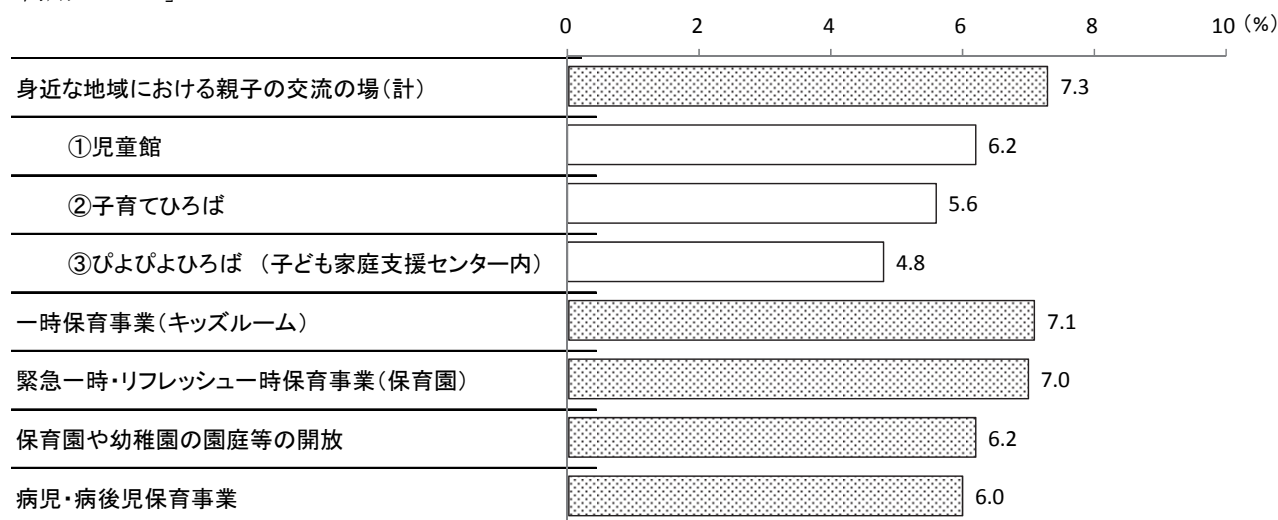 0 2 4 6 8 10 (%)
身近な地域における親子の交流の場(計) 7.3
①児童館 6.2
②子育てひろば 5.6
③ぴよぴよひろば (子ども家庭支援センター内) 4.8
一時保育事業(キッズルーム) 7.1
緊急一時・リフレッシュ一時保育事業(保育園) 7.0
保育園や幼稚園の園庭等の開放 6.2
病児・病後児保育事業 6.0